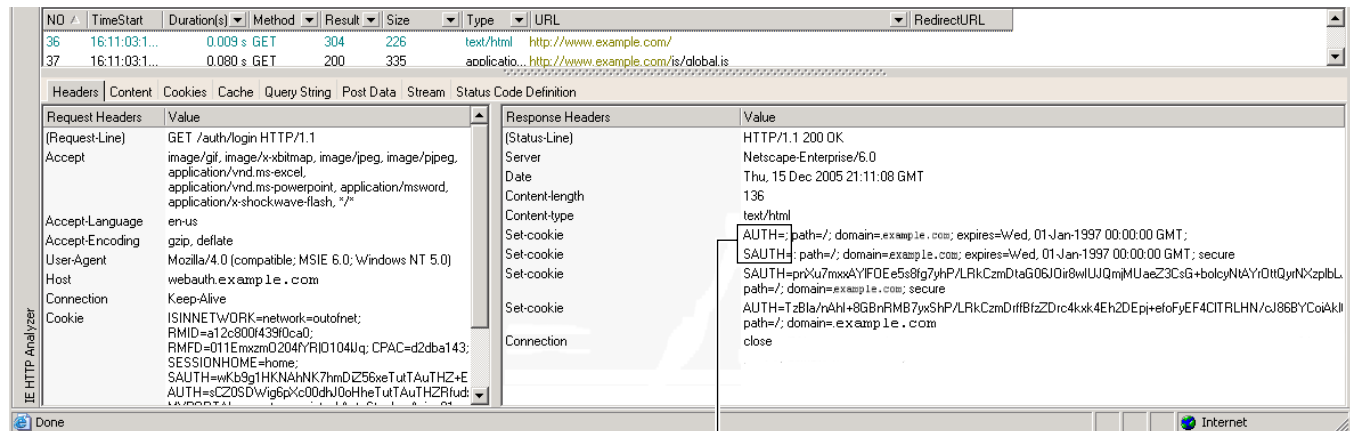 NO TimeStart Duration(s) Method Result Size Type URL RedirectURL
36 16:11:03:1... 0.009 s GET 304 226 text/html http://www.example.com/
37 16:11:03:1... 0.080 s GET 200 335 applicatio... http://www.example.com/js/global.js
Headers Content Cookies Cache Query String Post Data Stream Status Code Definition
Request Headers Value
(Request-Line) GET /auth/login HTTP/1.1
Accept image/gif, image/x-xbitmap, image/jpeg, image/pjpeg,
application/vnd.ms-excel,
application/vnd.ms-powerpoint, application/msword,
application/x-shockwave-flash, */*
Accept-Language en-us
Accept-Encoding gzip, deflate
User-Agent Mozilla/4.0 (compatible; MSIE 6.0; Windows NT 5.0)
Host webauth.example.com
Connection Keep-Alive
Cookie ISINNETWORK=network=outofnet;
RMID=a12c800f439f0ca0;
CPAC=d2dba143;
SESSIONHOME=home;
Response Headers Value
(Status-Line) HTTP/1.1 200 OK
Server Netscape-Enterprise/6.0
Date Thu, 15 Dec 2005 21:11:08 GMT
Content-length 136
Content-type text/html
Set-cookie AUTH=; path=/; domain=.example.com; expires=Wed, 01-Jan-1997 00:00:00 GMT;
Set-cookie SAUTH=; path=/; domain=.example.com; expires=Wed, 01-Jan-1997 00:00:00 GMT; secure
Set-cookie
path=/; domain=.example.com; secure
Set-cookie
path=/; domain=.example.com
Connection close
IE HTTP Analyzer
Done Internet